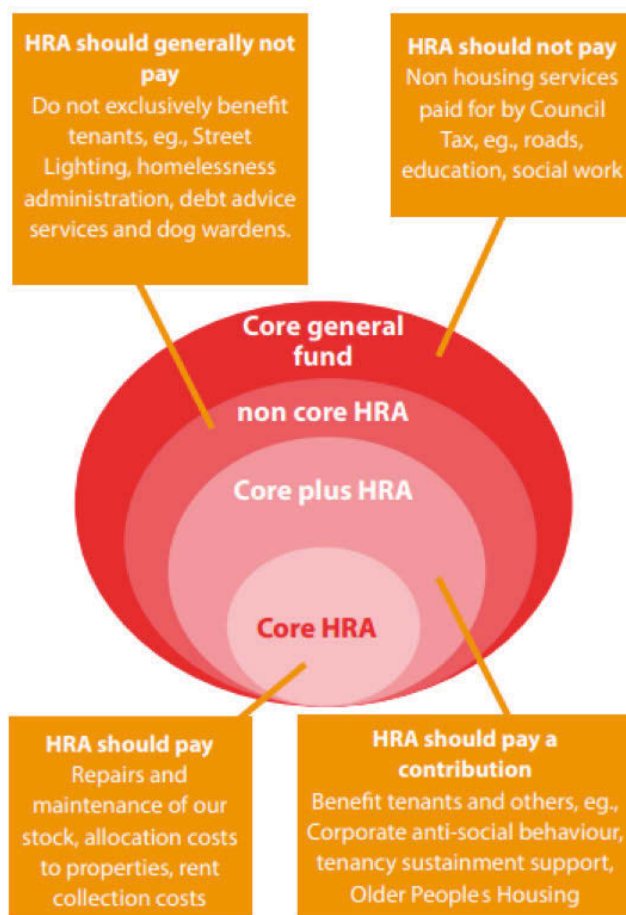 HRA should generally not
pay
Do not exclusively benefit
tenants, eg., Street
Lighting, homelessness
administration, debt advice
services and dog wardens.
HRA should not pay
Non housing services
paid for by Council
Tax, eg., roads,
education, social work
Core general
fund
non core HRA
Core plus HRA
Core HRA
HRA should pay
Repairs and
maintenance of our
stock, allocation costs
to properties, rent
collection costs
HRA should pay a
contribution
Benefit tenants and others, eg.,
Corporate anti-social behaviour,
tenancy sustainment support,
Older Peoples Housing